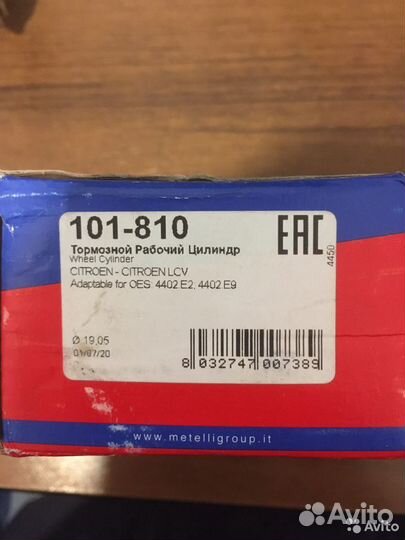 101-810
EAC
Тормозной Рабочий Цилиндр
Wheel Cylinder
4450
CITROEN - CITROEN LCV
Adaptable for OES: 4402 E2; 4402 E9
Ø 19,05
01/07/20
8 032747 007389
www.metelligroup.it
Avito
Avito